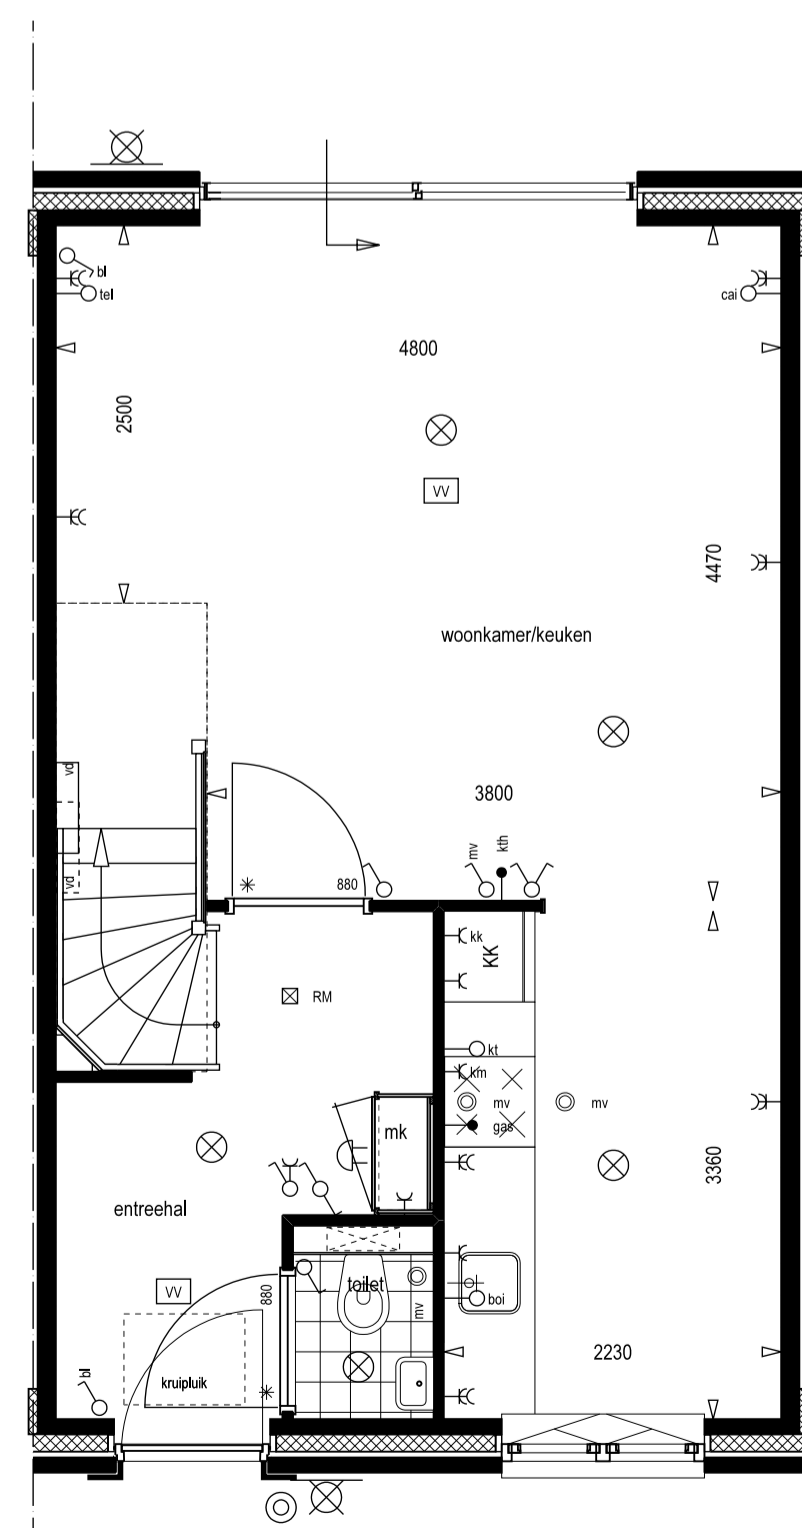 bl
tel
cai
4800
2500
VV
4470
woonkamer/keuken
vd
3800
mv
kth
vd
880
kk
KK
RM
kt
km
mv
mv
mk
gas
3360
entreehal
toilet
VV
880
mv
boi
2230
bl
kruipluik